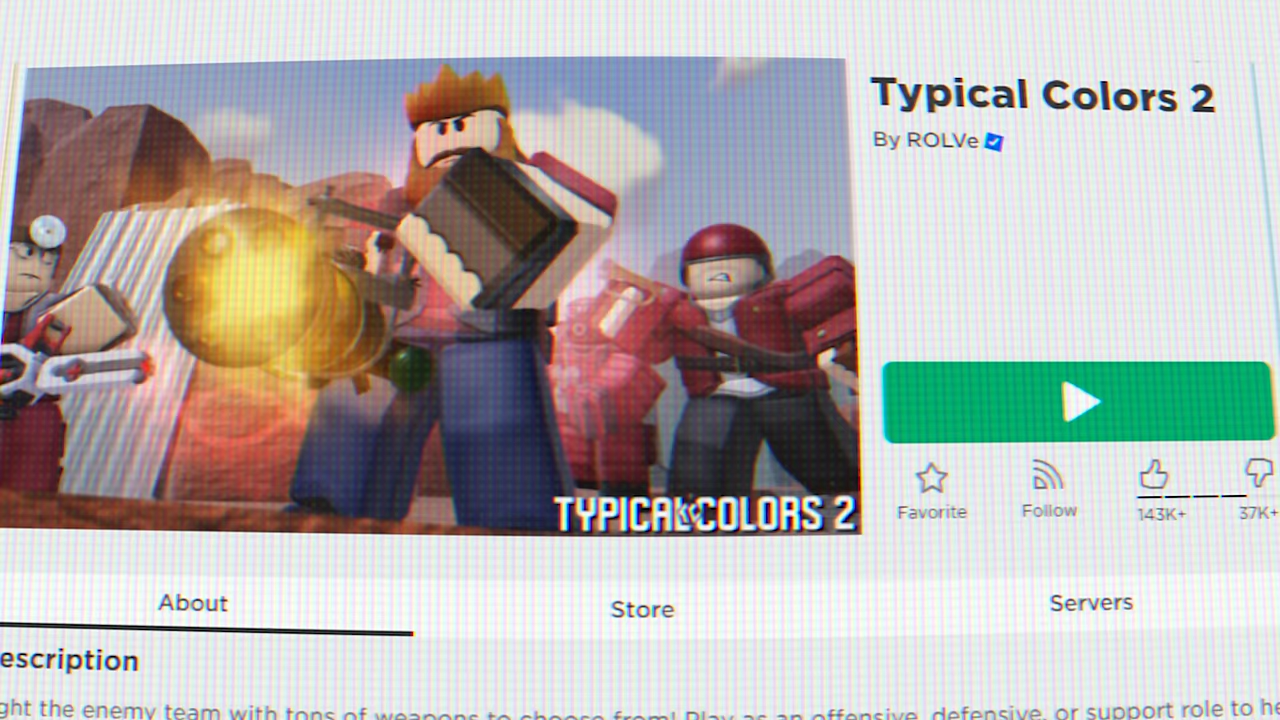 Typical Colors 2
By ROLVe
TYPICAL COLORS 2
Favorite
Follow
143K+
37K+
About
Store
Servers
escription
ght the enemy team with tons of weapons to choose from! Play as an offensive, defensive, or support role to he